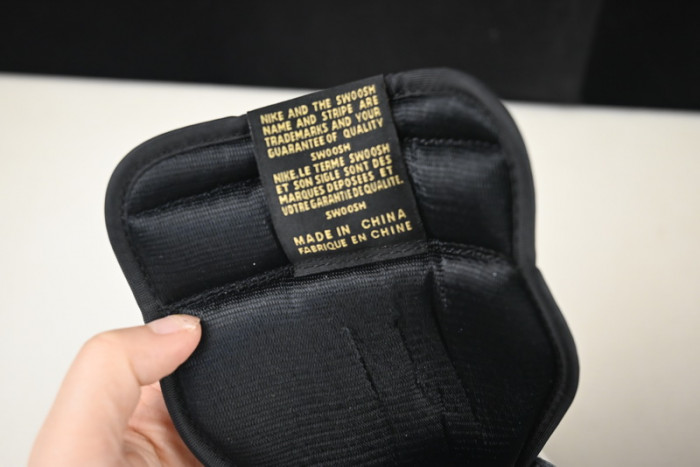 NIKE AND THE SWOOSH
NAME AND STRIPE ARE
TRADEMARKS AND YOUR
GUARANTEE OF QUALITY
SWOOSH
NIKE.LE TERME SWOOSH
ET SON SIGLE SONT DES
MARQUES DEPOSEES ET
VOTRE GARANTIE DE QUALITE.
SWOOSH
MADE IN CHINA
FABRIQUE EN CHINE